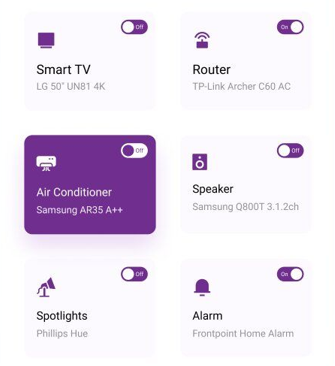 Off
On
Smart TV
Router
LG 50" UN81 4K
TP-Link Archer C60 AC
Off
Off
Air Conditioner
Speaker
Samsung AR35 A++
Samsung Q800T 3.1.2ch
Off
On
Spotlights
Alarm
Phillips Hue
Frontpoint Home Alarm